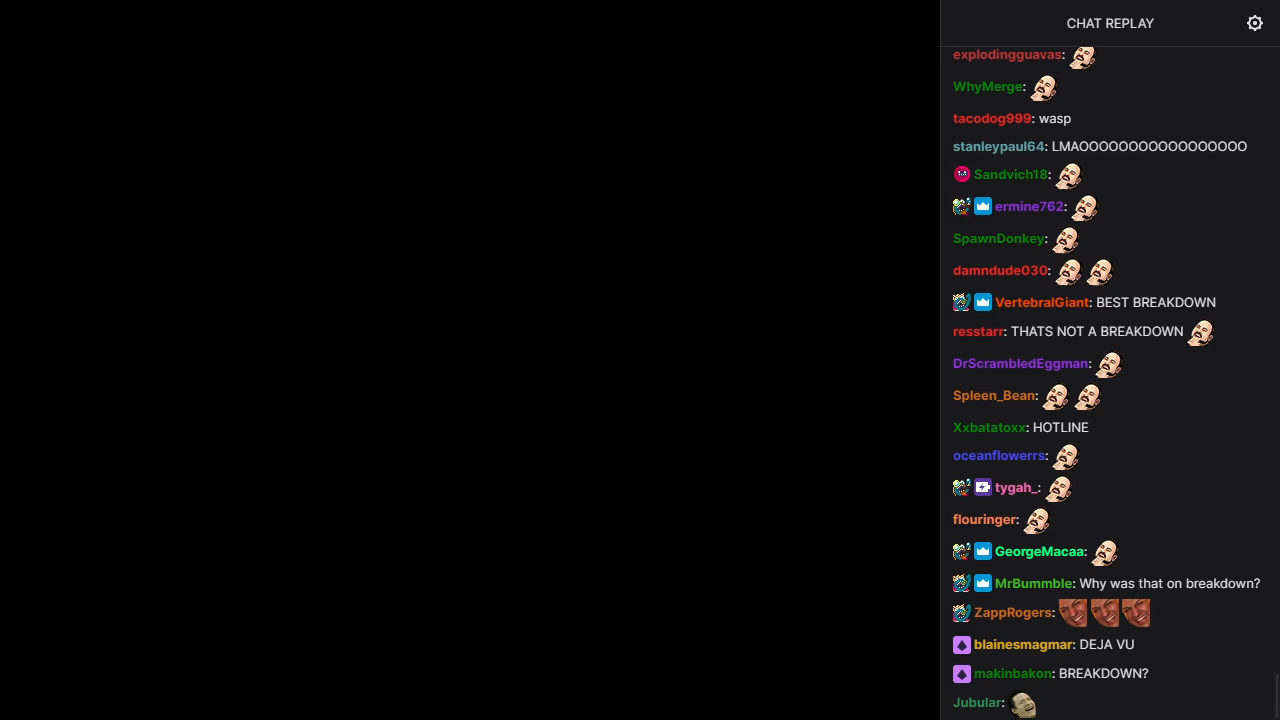 CHAT REPLAY
explodingguavas:
WhyMerge:
tacodog999: wasp
stanleypaul64: LMAOOOOOOOOOOOOOOOOO
Sandvich18:
ermine762:
SpawnDonkey:
damndude030:
VertebralGiant: BEST BREAKDOWN
resstarr: THATS NOT A BREAKDOWN
DrScrambledEggman:
Spleen_Bean:
Xxbatatoxx: HOTLINE
oceanflowerrs:
tygah_:
flouringer:
GeorgeMacaa:
MrBummble: Why was that on breakdown?
ZappRogers:
blainesmagmar: DEJA VU
makinbakon: BREAKDOWN?
Jubular: